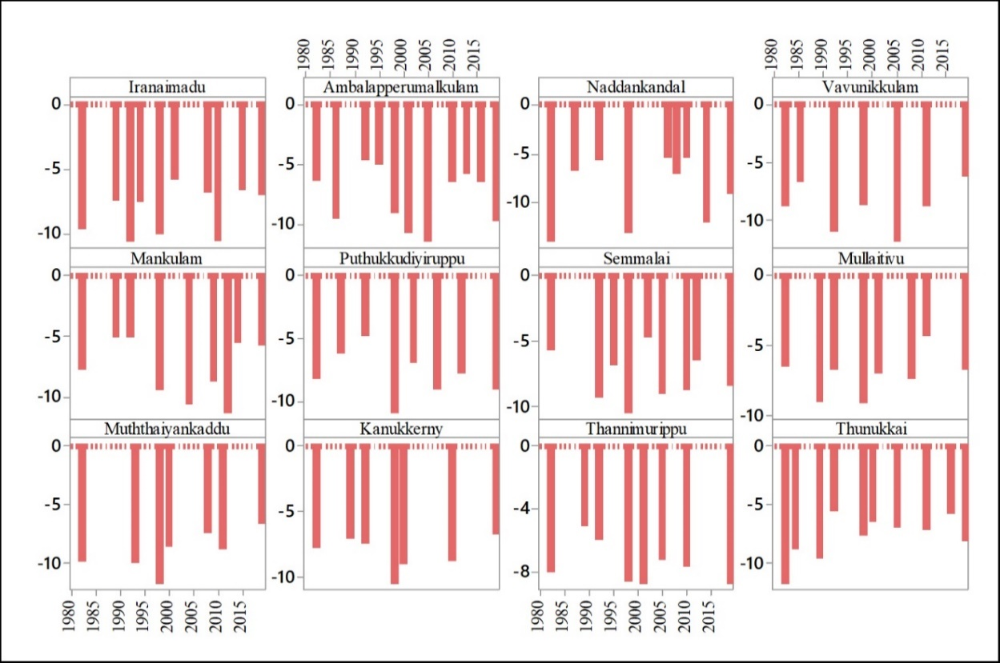 1980 1985 1990 1995 2000 2005 2010 2015
1980 1985 1990 1995 2000 2005 2010 2015
Iranaimadu
0
-5
-10
Ambalapperumalkulam
0
-5
-10
Naddankandal
0
-5
-10
Vavunikkulam
0
-5
-10
Mankulam
0
-5
-10
Puthukkudiyiruppu
0
-5
-10
Semmalai
0
-5
-10
Mullaitivu
0
-5
-10
Muththaiyankaddu
0
-5
-10
Kanukkerny
0
-5
-10
Thannimurippu
0
-4
-8
Thunukkai
0
-5
-10
1980 1985 1990 1995 2000 2005 2010 2015
1980 1985 1990 1995 2000 2005 2010 2015